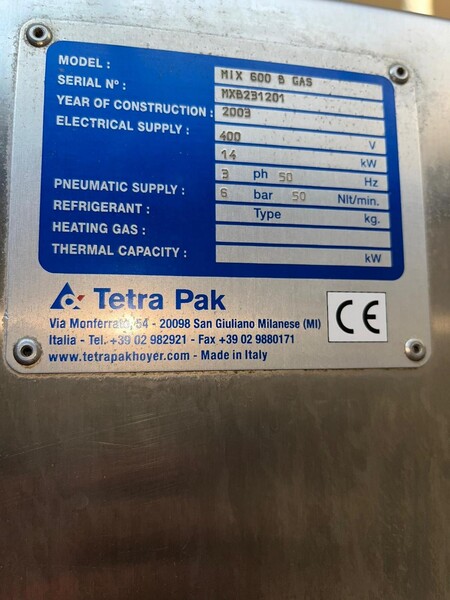 MODEL : MIX 600 B GAS
SERIAL N° : MXB231201
YEAR OF CONSTRUCTION : 2003
ELECTRICAL SUPPLY : 400 V
14 kW
3 ph 50 Hz
PNEUMATIC SUPPLY : 6 bar 50 Nlt/min.
REFRIGERANT : Type kg.
HEATING GAS :
THERMAL CAPACITY : kW
Tetra Pak
CE
Via Monferrato, 54 - 20098 San Giuliano Milanese (MI)
Italia - Tel. +39 02 982921 - Fax +39 02 9880171
www.tetrapakhoyer.com - Made in Italy